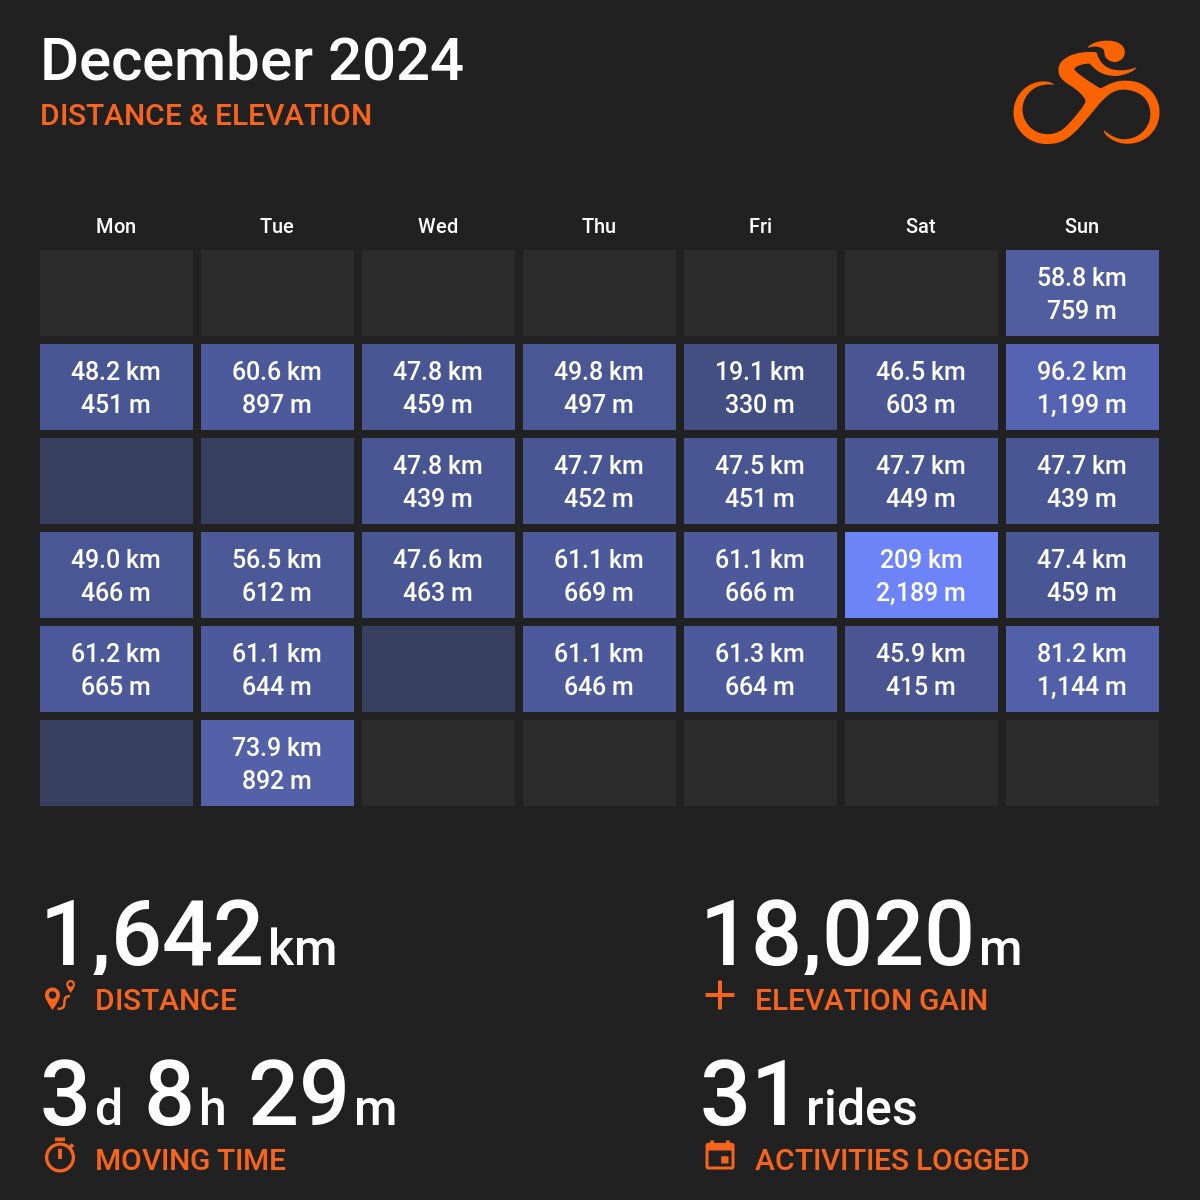 December 2024
DISTANCE & ELEVATION
Mon Tue Wed Thu Fri Sat Sun
58.8 km
759 m
48.2 km 60.6 km 47.8 km 49.8 km 19.1 km 46.5 km 96.2 km
451 m 897 m 459 m 497 m 330 m 603 m 1,199 m
47.8 km 47.7 km 47.5 km 47.7 km 47.7 km
439 m 452 m 451 m 449 m 439 m
49.0 km 56.5 km 47.6 km 61.1 km 61.1 km 209 km 47.4 km
466 m 612 m 463 m 669 m 666 m 2,189 m 459 m
61.2 km 61.1 km 61.1 km 61.3 km 45.9 km 81.2 km
665 m 644 m 646 m 664 m 415 m 1,144 m
73.9 km
892 m
1,642 km 18,020 m
DISTANCE ELEVATION GAIN
3 d 8 h 29 m 31 rides
MOVING TIME ACTIVITIES LOGGED